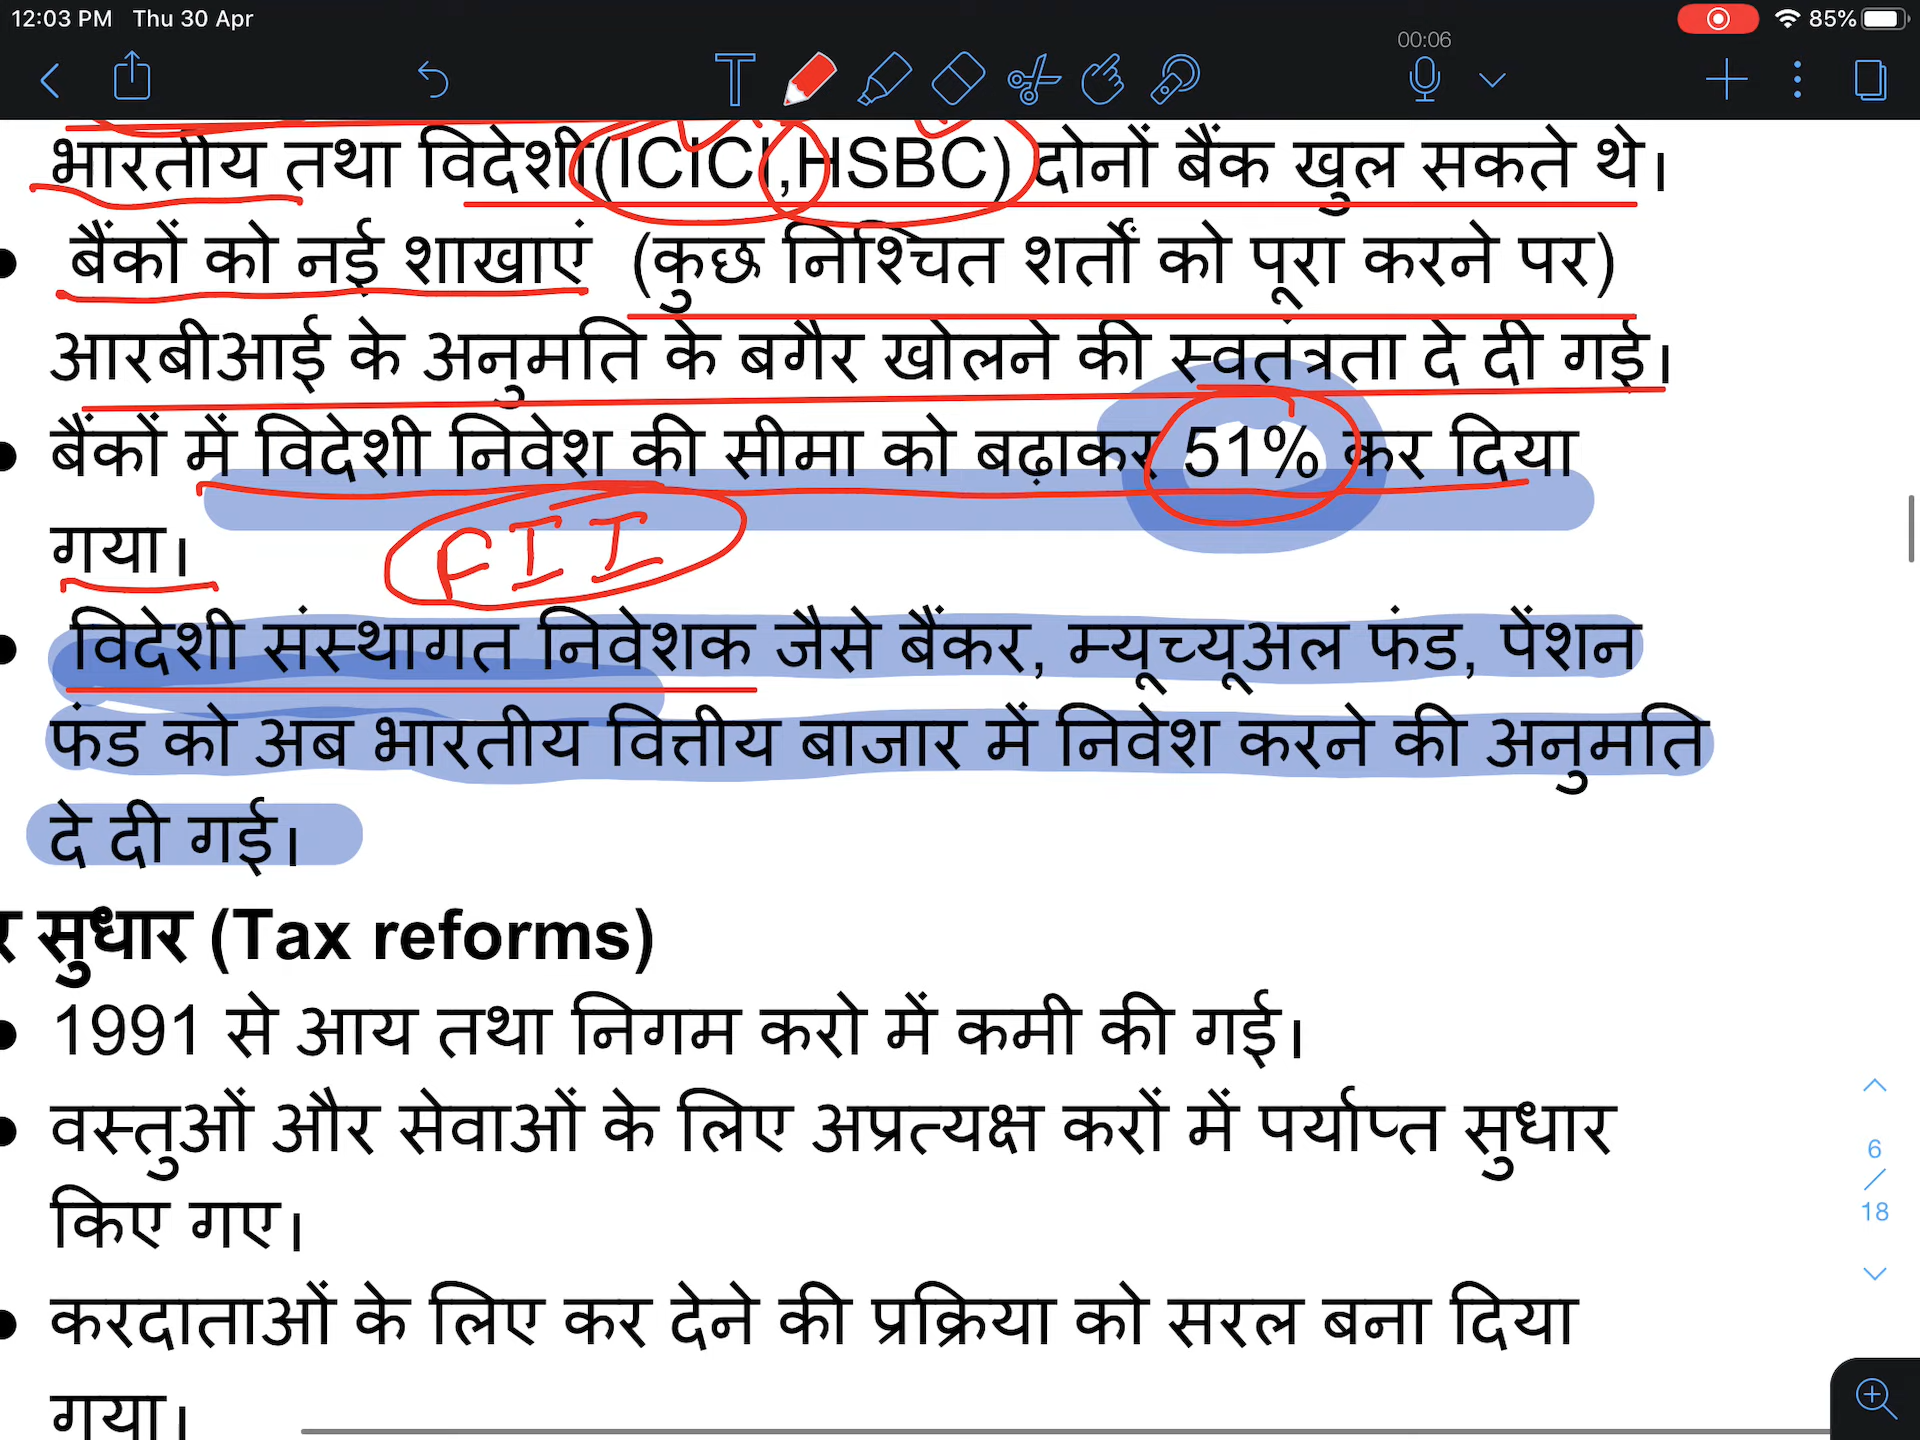 12:03 PM Thu 30 Apr
85%
00:06
भारतीय तथा विदेशी(ICICI,HSBC) दोनों बैंक खुल सकते थे।
बैंकों को नई शाखाएं (कुछ निश्चित शर्तों को पूरा करने पर)
आरबीआई के अनुमति के बगैर खोलने की स्वतंत्रता दे दी गई।
बैंकों में विदेशी निवेश की सीमा को बढ़ाकर 51% कर दिया
गया।
FII
विदेशी संस्थागत निवेशक जैसे बैंकर, म्यूच्यूअल फंड, पेंशन
फंड को अब भारतीय वित्तीय बाजार में निवेश करने की अनुमति
दे दी गई।
र सुधार (Tax reforms)
1991 से आय तथा निगम करो में कमी की गई।
वस्तुओं और सेवाओं के लिए अप्रत्यक्ष करों में पर्याप्त सुधार
किए गए।
करदाताओं के लिए कर देने की प्रक्रिया को सरल बना दिया
गया।
6
/
18